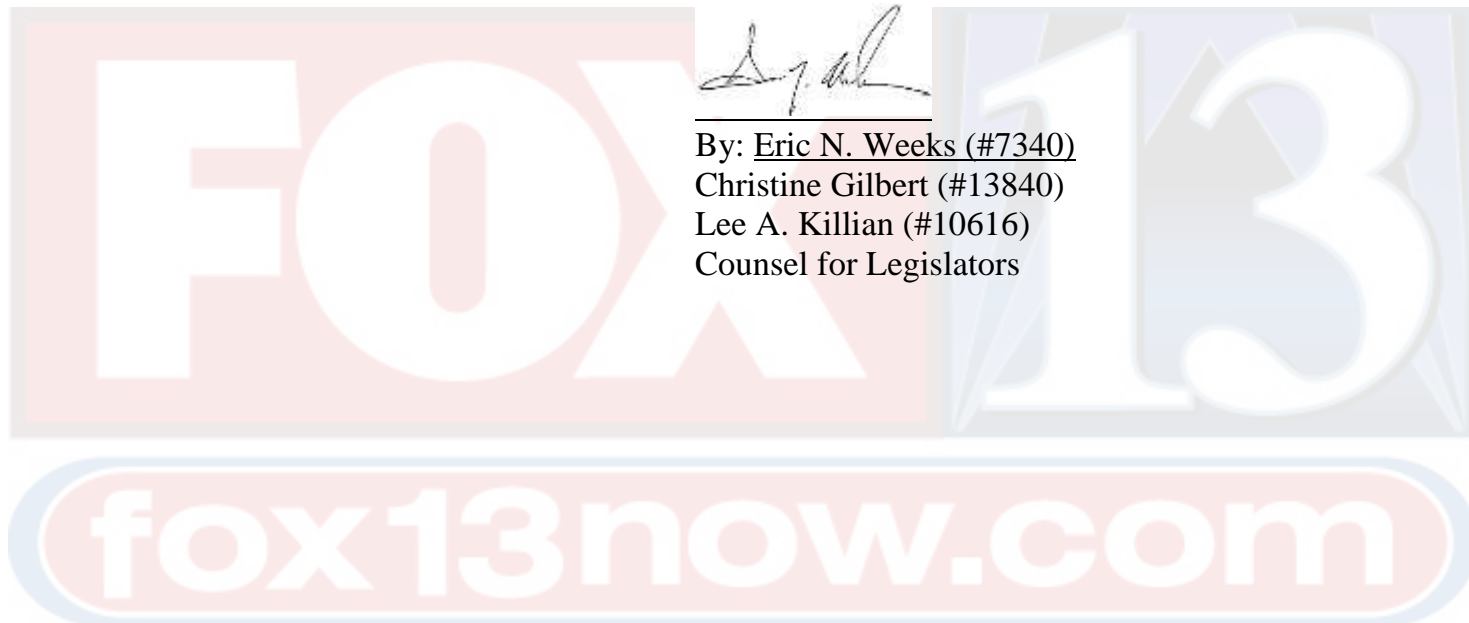 By: Eric N. Weeks (#7340)
Christine Gilbert (#13840)
Lee A. Killian (#10616)
Counsel for Legislators
FOX 13
fox13now.com